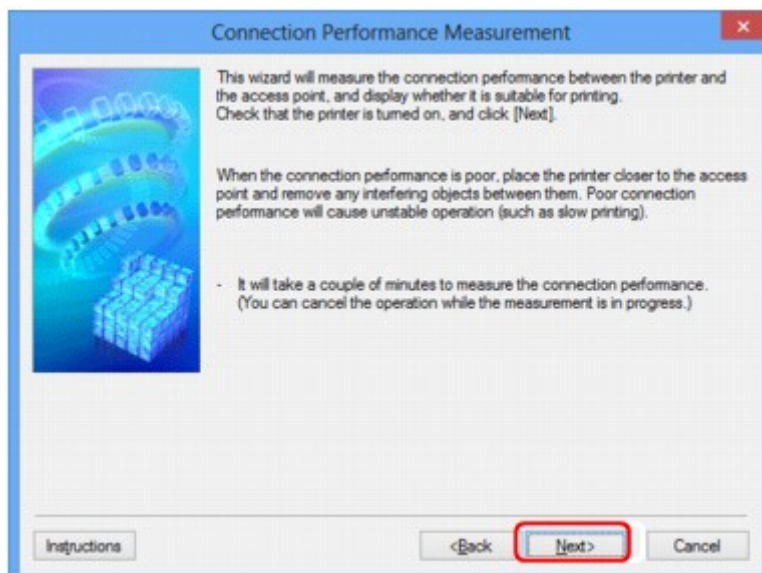 Connection Performance Measurement
This wizard will measure the connection performance between the printer and
the access point, and display whether it is suitable for printing.
Check that the printer is turned on, and click [Next].
When the connection performance is poor, place the printer closer to the access
point and remove any interfering objects between them. Poor connection
performance will cause unstable operation (such as slow printing).
- It will take a couple of minutes to measure the connection performance.
(You can cancel the operation while the measurement is in progress.)
Instructions <Back Next> Cancel